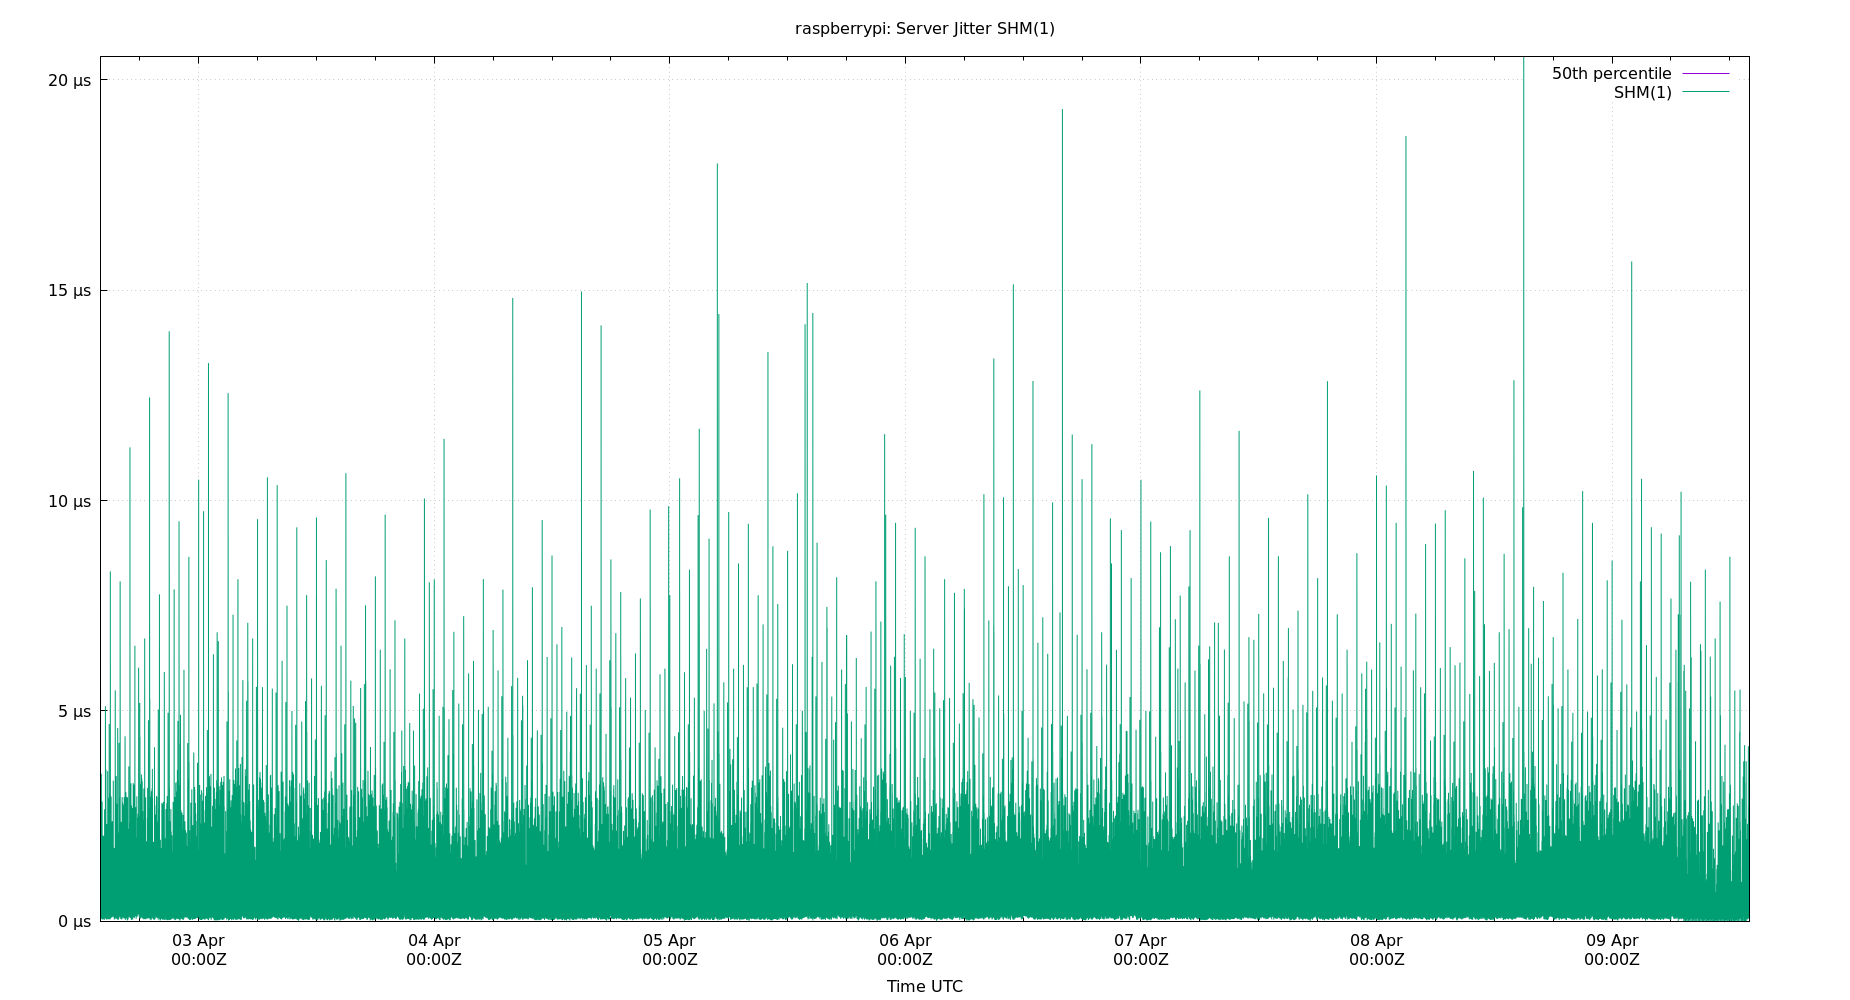 raspberrypi: Server Jitter SHM(1)
50th percentile
SHM(1)
20 µs
15 µs
10 µs
5 µs
0 µs
03 Apr 04 Apr 05 Apr 06 Apr 07 Apr 08 Apr 09 Apr
00:00Z 00:00Z 00:00Z 00:00Z 00:00Z 00:00Z 00:00Z
Time UTC